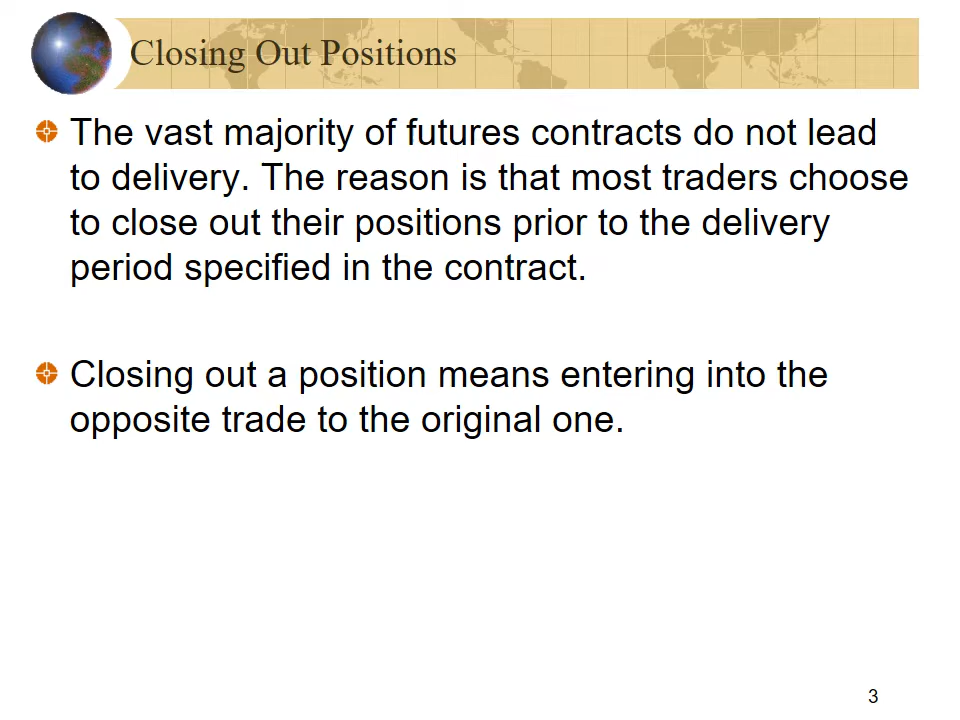 Closing Out Positions
The vast majority of futures contracts do not lead
to delivery. The reason is that most traders choose
to close out their positions prior to the delivery
period specified in the contract.
Closing out a position means entering into the
opposite trade to the original one.
3